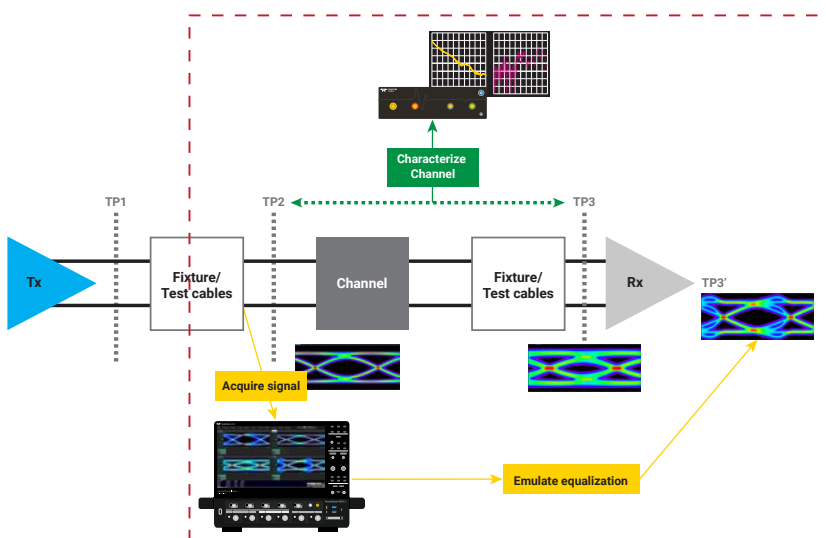 Characterize
Channel
TP1
TP2
TP3
Tx
Fixture/
Test cables
Channel
Fixture/
Test cables
Rx
TP3'
Acquire signal
Emulate equalization